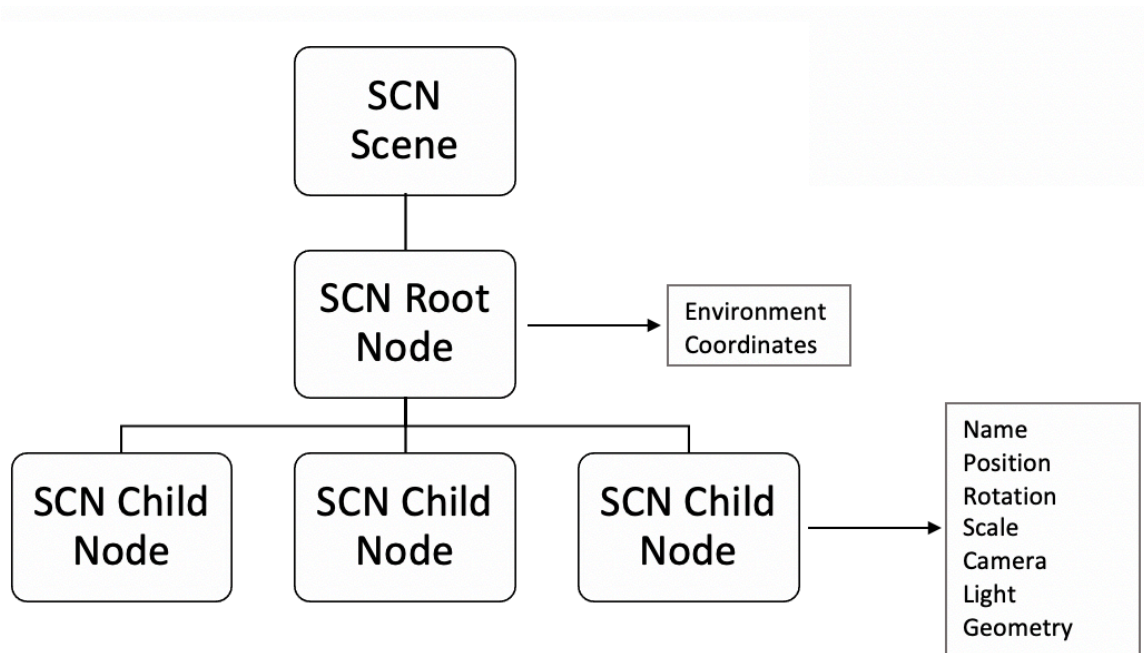 SCN
Scene
SCN Root
Node
Environment
Coordinates
SCN Child
Node
SCN Child
Node
SCN Child
Node
Name
Position
Rotation
Scale
Camera
Light
Geometry